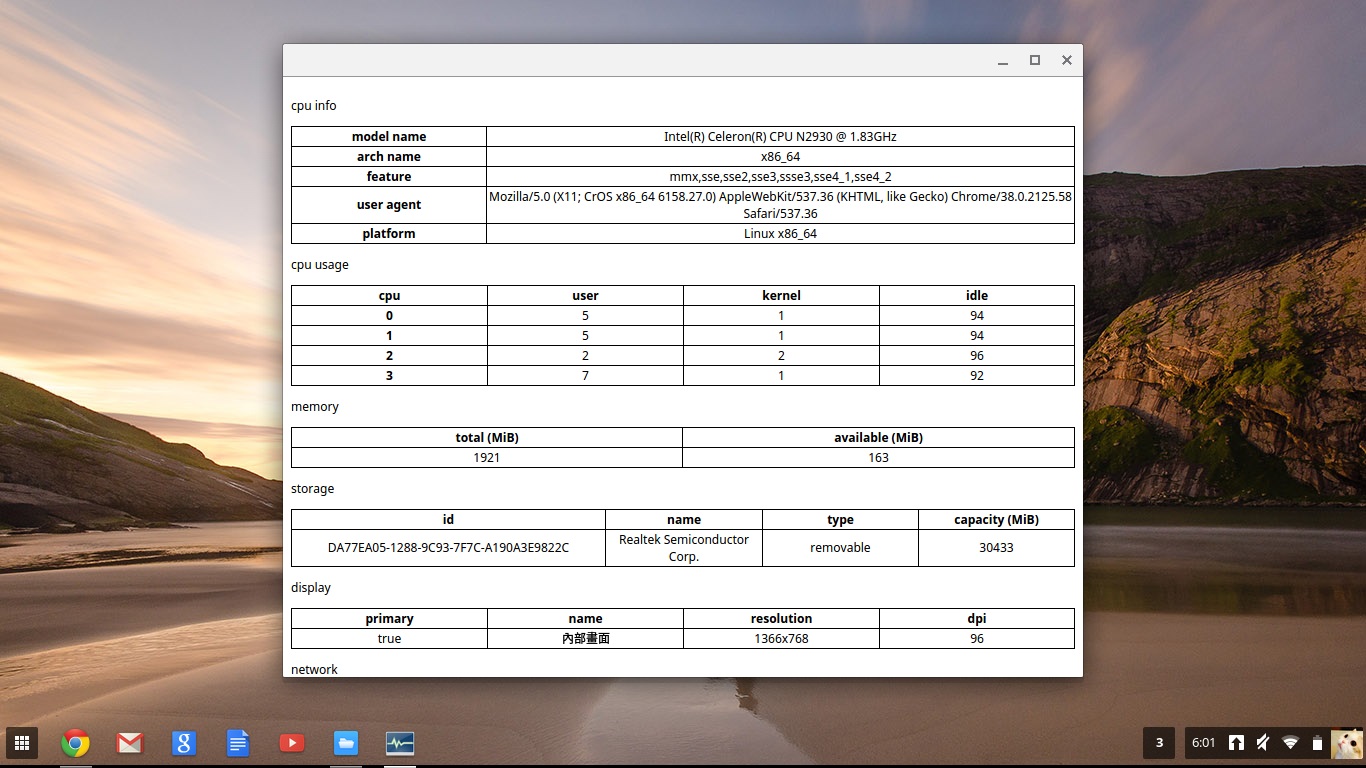 cpu info
model name Intel(R) Celeron(R) CPU N2930 @ 1.83GHz
arch name x86_64
feature mmx,sse,sse2,sse3,ssse3,sse4_1,sse4_2
user agent Mozilla/5.0 (X11; CrOS x86_64 6158.27.0) AppleWebKit/537.36 (KHTML, like Gecko) Chrome/38.0.2125.58
Safari/537.36
platform Linux x86_64
cpu usage
cpu user kernel idle
0 5 1 94
1 5 1 94
2 2 2 96
3 7 1 92
memory
total (MiB) available (MiB)
1921 163
storage
id name type capacity (MiB)
DA77EA05-1288-9C93-7F7C-A190A3E9822C Realtek Semiconductor removable 30433
Corp.
display
primary name resolution dpi
true 內部畫面 1366x768 96
network
8
3 6:01